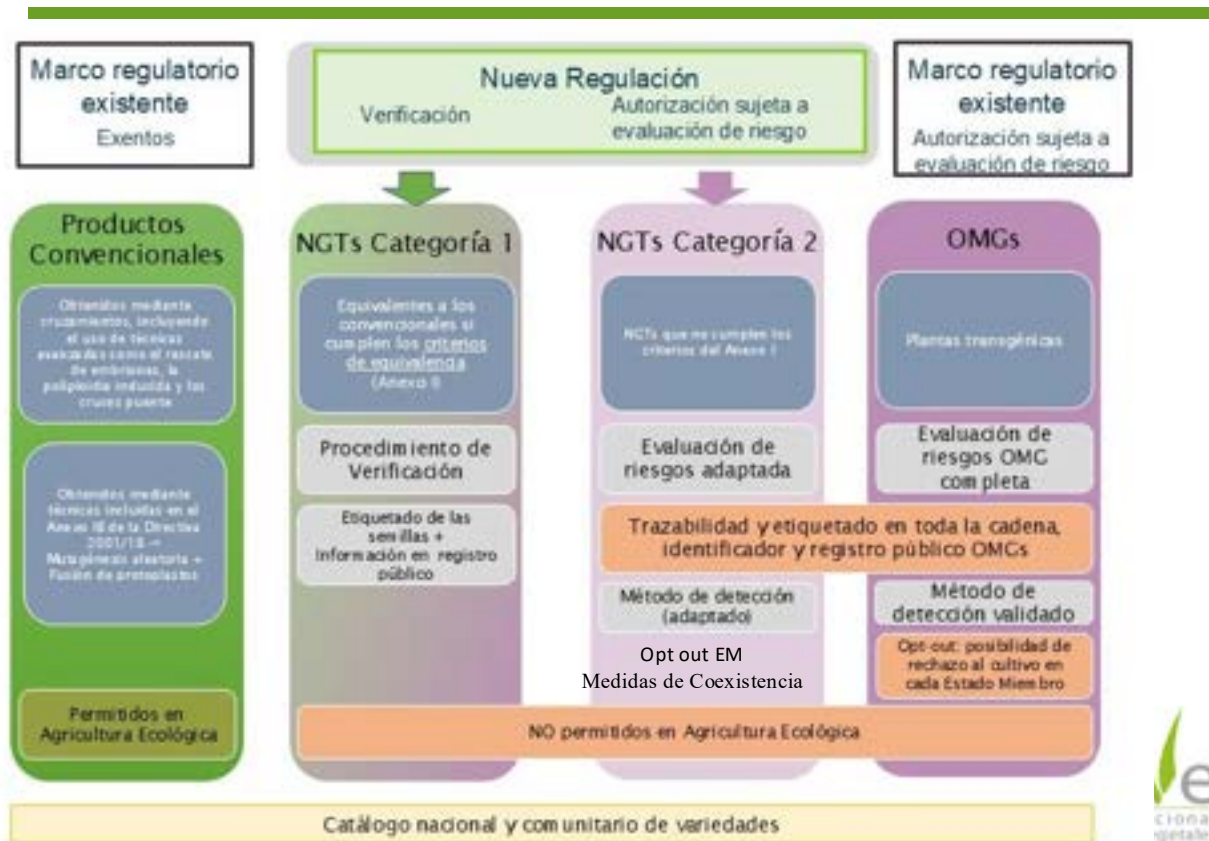 Marco regulatorio
existente
Exentos
Nueva Regulación
Verificación
Autorización sujeta a
evaluación de riesgo
Marco regulatorio
existente
Autorización sujeta a
evaluación de riesgo
Productos
Convencionales
Obtenidos mediante
cruzamientos, incluyendo
el uso de técnicas
avanzadas como el rescate
de embriones, la
poliploidia inducida y los
cruces puente
Obtenidos mediante
técnicas incluidas en el
Anexo IB de la Directiva
2001/18
Mutagénesis aleatoria +
Fusión de protoplastos
Permitidos en
Agricultura Ecológica
NGTs Categoría 1
Equivalentes a los
convencionales si
cumplen los criterios
de equivalencia
(Anexo I)
Procedimiento de
Verificación
Etiquetado de las
semillas +
Información en registro
público
NGTs Categoría 2
NGTs que no cumplen los
criterios del Anexo I
Evaluación de
riesgos adaptada
OMGs
Plantas transgénicas
Evaluación de
riesgos OMG
completa
Trazabilidad y etiquetado en toda la cadena,
identificador y registro público OMGs
Método de detección
(adaptado)
Opt out EM
Medidas de Coexistencia
Método de
detección validado
Opt-out: posibilidad de
rechazo al cultivo en
cada Estado Miembro
NO permitidos en Agricultura Ecológica
Catálogo nacional y comunitario de variedades